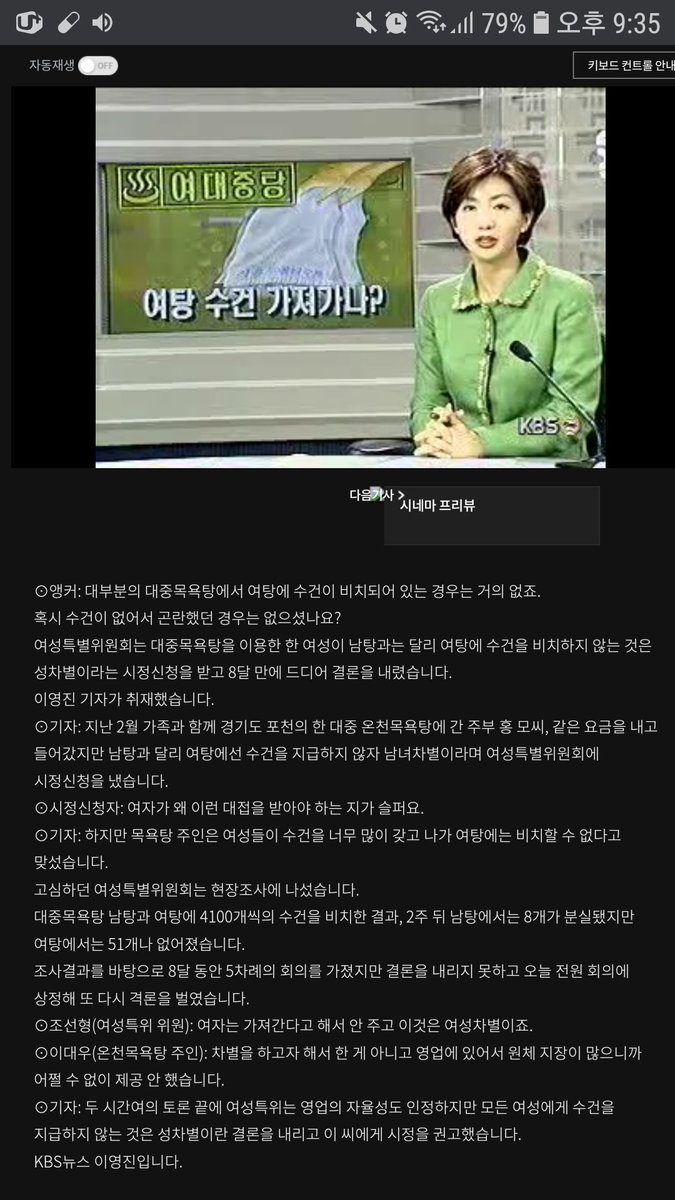 79% 오후 9:35
자동재생 OFF
키보드 컨트롤 안내
여대중당
여탕 수건 가져가나?
KBS
다음기사 >
시네마 프리뷰
⊙앵커: 대부분의 대중목욕탕에서 여탕에 수건이 비치되어 있는 경우는 거의 없죠.
혹시 수건이 없어서 곤란했던 경우는 없으셨나요?
여성특별위원회는 대중목욕탕을 이용한 한 여성이 남탕과는 달리 여탕에 수건을 비치하지 않는 것은
성차별이라는 시정신청을 받고 8달 만에 드디어 결론을 내렸습니다.
이영진 기자가 취재했습니다.
⊙기자: 지난 2월 가족과 함께 경기도 포천의 한 대중 온천목욕탕에 간 주부 홍 모씨, 같은 요금을 내고
들어갔지만 남탕과 달리 여탕에선 수건을 지급하지 않자 남녀차별이라며 여성특별위원회에
시정신청을 냈습니다.
⊙시정신청자: 여자가 왜 이런 대접을 받아야 하는 지가 슬퍼요.
⊙기자: 하지만 목욕탕 주인은 여성들이 수건을 너무 많이 갖고 나가 여탕에는 비치할 수 없다고
맞섰습니다.
고심하던 여성특별위원회는 현장조사에 나섰습니다.
대중목욕탕 남탕과 여탕에 4100개씩의 수건을 비치한 결과, 2주 뒤 남탕에서는 8개가 분실됐지만
여탕에서는 51개나 없어졌습니다.
조사결과를 바탕으로 8달 동안 5차례의 회의를 가졌지만 결론을 내리지 못하고 오늘 전원 회의에
상정해 또 다시 격론을 벌였습니다.
⊙조선형(여성특위 위원): 여자는 가져간다고 해서 안 주고 이것은 여성차별이죠.
⊙이대우(온천목욕탕 주인): 차별을 하고자 해서 한 게 아니고 영업에 있어서 원체 지장이 많으니까
어쩔 수 없이 제공 안 했습니다.
⊙기자: 두 시간여의 토론 끝에 여성특위는 영업의 자율성도 인정하지만 모든 여성에게 수건을
지급하지 않는 것은 성차별이란 결론을 내리고 이 씨에게 시정을 권고했습니다.
KBS뉴스 이영진입니다.